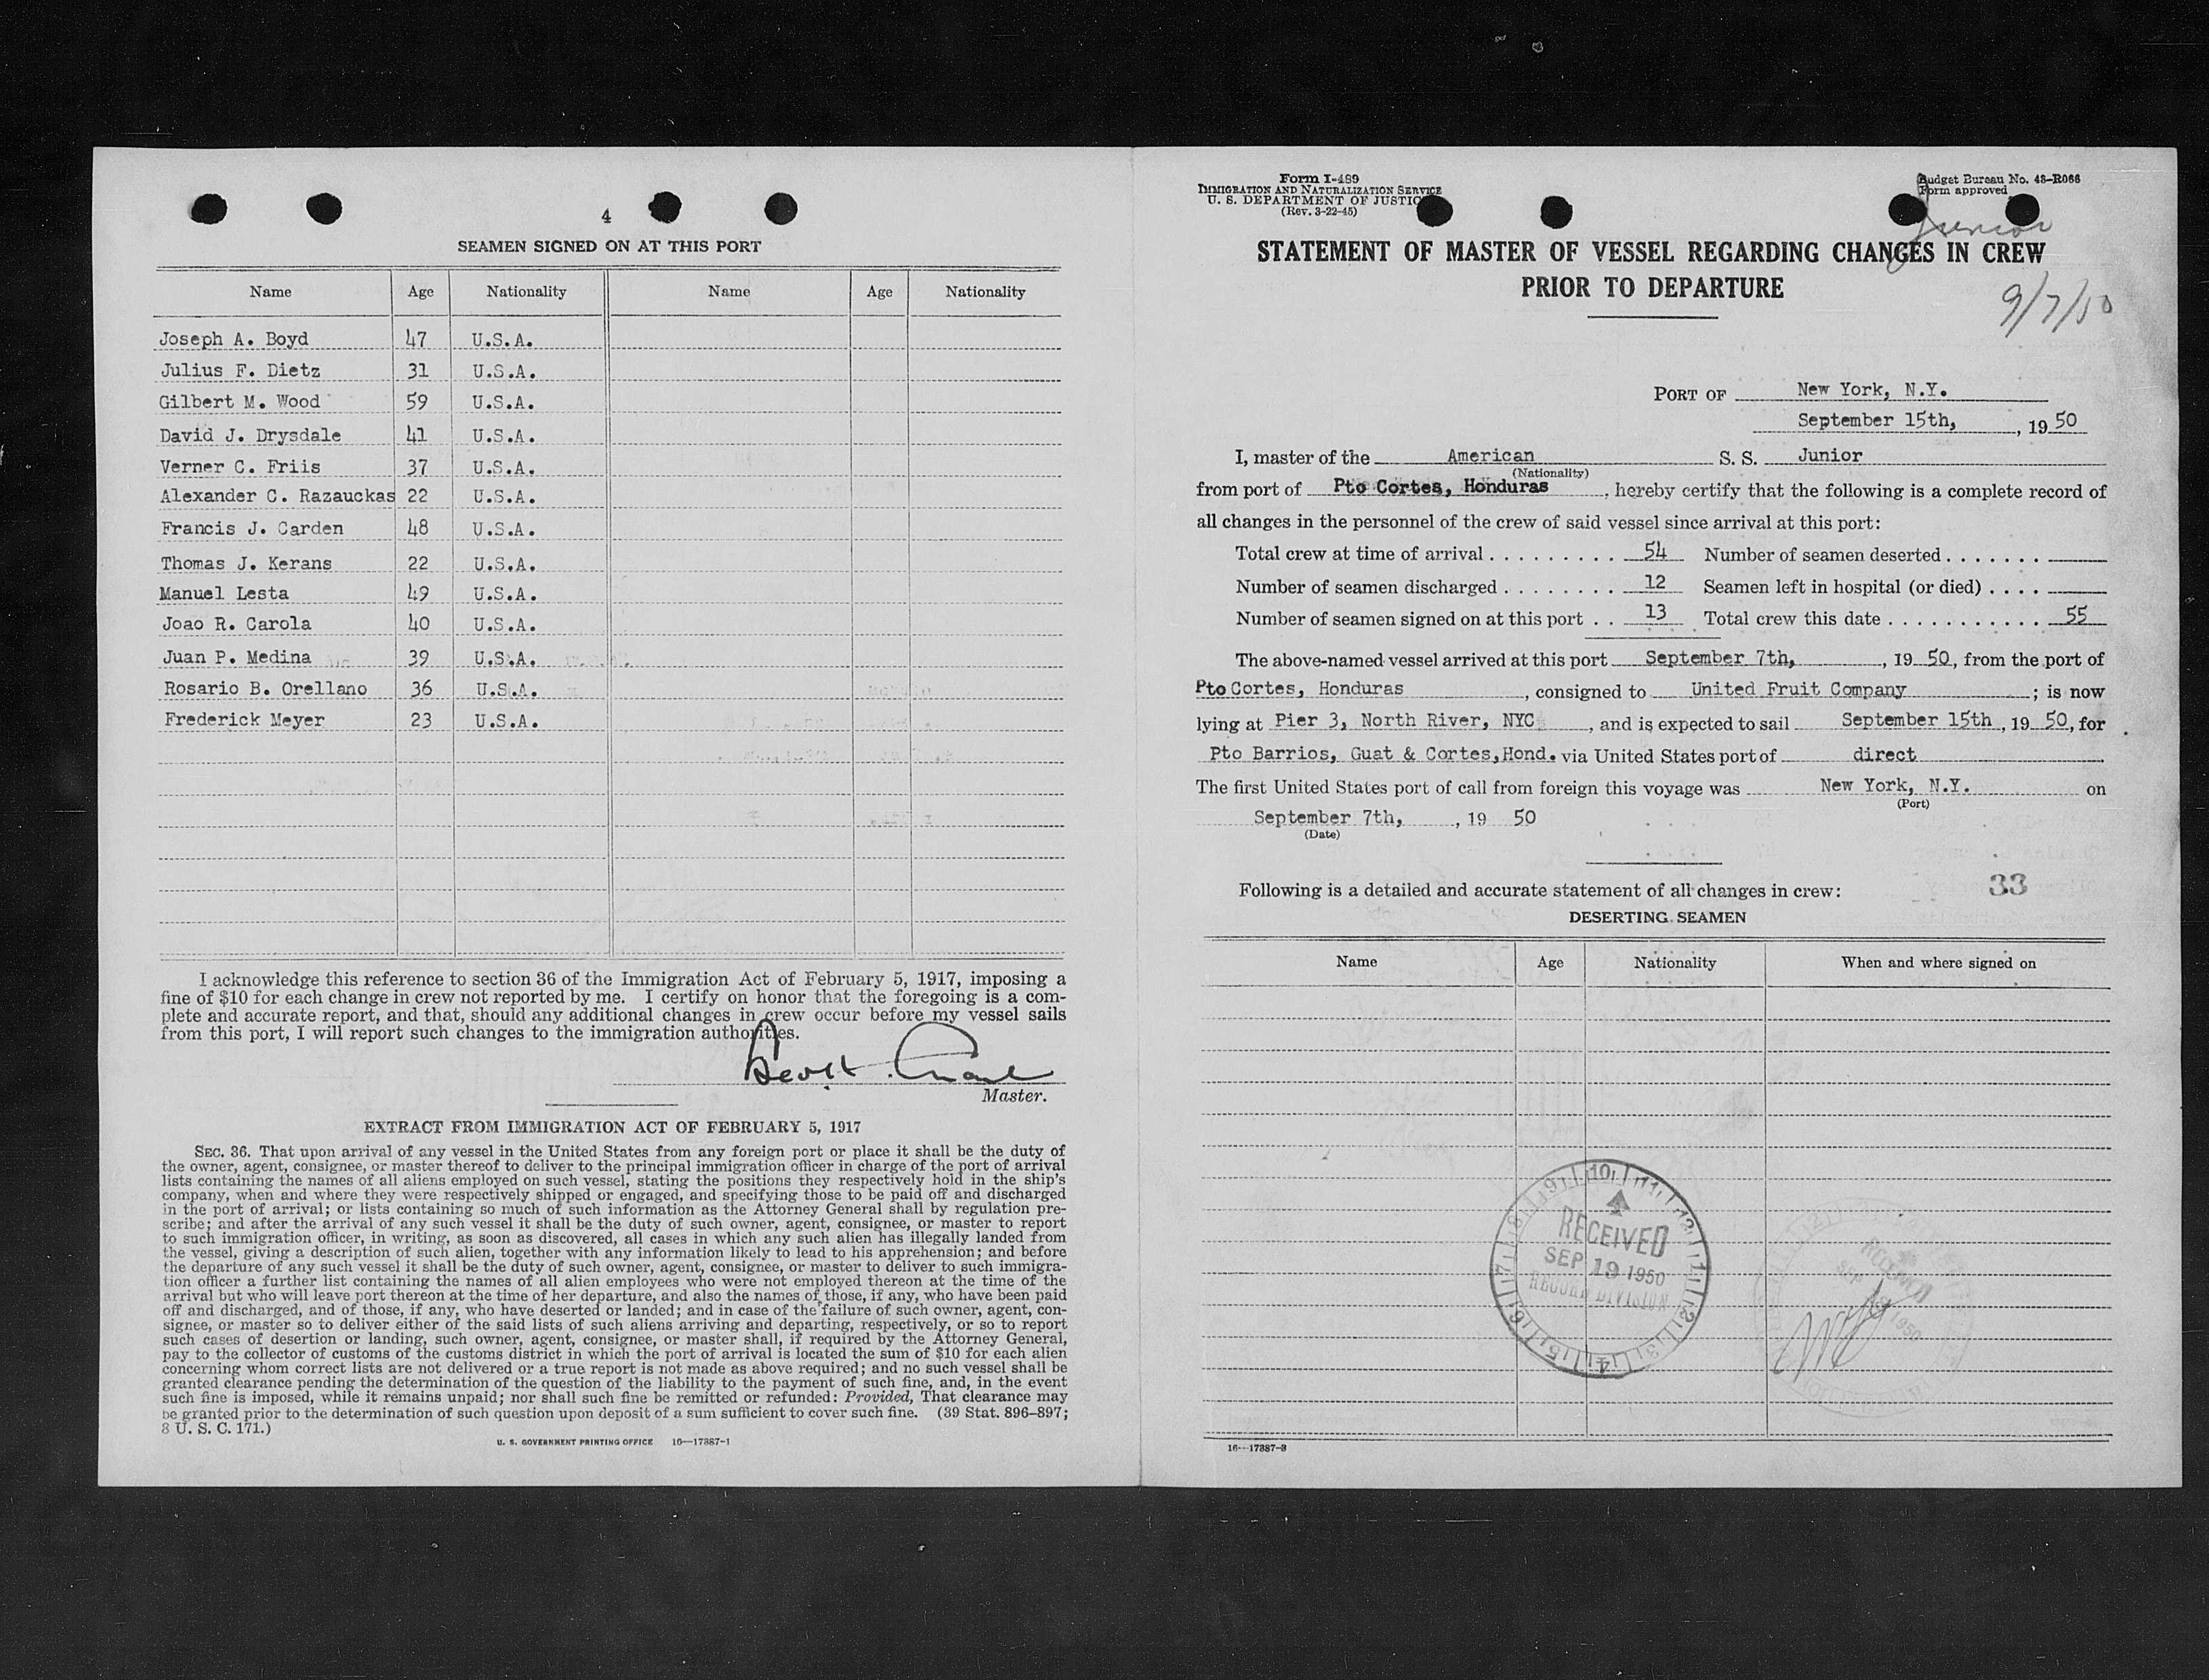 4
SEAMEN SIGNED ON AT THIS PORT
Name Age Nationality Name Age Nationality
Joseph A. Boyd 47 U.S.A.
Julius F. Dietz 31 U.S.A.
Gilbert M. Wood 59 U.S.A.
David J. Drysdale 41 U.S.A.
Verner C. Friis 37 U.S.A.
Alexander C. Razauckas 22 U.S.A.
Francis J. Carden 48 U.S.A.
Thomas J. Kerans 22 U.S.A.
Manuel Lesta 49 U.S.A.
Joao R. Carola 40 U.S.A.
Juan P. Medina 39 U.S.A.
Rosario B. Orellano 36 U.S.A.
Frederick Meyer 23 U.S.A.
I acknowledge this reference to section 36 of the Immigration Act of February 5, 1917, imposing a
fine of $10 for each change in crew not reported by me. I certify on honor that the foregoing is a com-
plete and accurate report, and that, should any additional changes in crew occur before my vessel sails
from this port, I will report such changes to the immigration authorities.
Master.
EXTRACT FROM IMMIGRATION ACT OF FEBRUARY 5, 1917
SEC. 36. That upon arrival of any vessel in the United States from any foreign port or place it shall be the duty of
the owner, agent, consignee, or master thereof to deliver to the principal immigration officer in charge of the port of arrival
lists containing the names of all aliens employed on such vessel, stating the positions they respectively hold in the ship's
company, when and where they were respectively shipped or engaged, and specifying those to be paid off and discharged
in the port of arrival; or lists containing so much of such information as the Attorney General shall by regulation pre-
scribe; and after the arrival of any such vessel it shall be the duty of such owner, agent, consignee, or master to report
to such immigration officer, in writing, as soon as discovered, all cases in which any such alien has illegally landed from
the vessel, giving a description of such alien, together with any information likely to lead to his apprehension; and before
the departure of any such vessel it shall be the duty of such owner, agent, consignee, or master to deliver to such immigra-
tion officer a further list containing the names of all alien employees who were not employed thereon at the time of the
arrival but who will leave port thereon at the time of her departure, and also the names of those, if any, who have been paid
off and discharged, and of those, if any, who have deserted or landed; and in case of the failure of such owner, agent, con-
signee, or master so to deliver either of the said lists of such aliens arriving and departing, respectively, or so to report
such cases of desertion or landing, such owner, agent, consignee, or master shall, if required by the Attorney General,
pay to the collector of customs of the customs district in which the port of arrival is located the sum of $10 for each alien
concerning whom correct lists are not delivered or a true report is not made as above required; and no such vessel shall be
granted clearance pending the determination of the question of the liability to the payment of such fine, and, in the event
such fine is imposed, while it remains unpaid; nor shall such fine be remitted or refunded: Provided, That clearance may
be granted prior to the determination of such question upon deposit of a sum sufficient to cover such fine. (39 Stat. 896–897;
8 U. S. C. 171.)
U. S. GOVERNMENT PRINTING OFFICE 16—17887-1
Form I-489
IMMIGRATION AND NATURALIZATION SERVICE
U. S. DEPARTMENT OF JUSTICE
(Rev. 3-22-45)
Budget Bureau No. 43-R066
Form approved
Junior
STATEMENT OF MASTER OF VESSEL REGARDING CHANGES IN CREW
PRIOR TO DEPARTURE
9/7/50
PORT OF New York, N.Y.
September 15th, , 19 50
I, master of the American S. S. Junior
(Nationality)
from port of Pto Cortes, Honduras , hereby certify that the following is a complete record of
all changes in the personnel of the crew of said vessel since arrival at this port:
Total crew at time of arrival . . . . . . . . . 54 Number of seamen deserted . . . . . . .
Number of seamen discharged . . . . . . . . 12 Seamen left in hospital (or died) . . . .
Number of seamen signed on at this port . . 13 Total crew this date . . . . . . . . . . . . 55
The above-named vessel arrived at this port September 7th, , 19 50, from the port of
Pto Cortes, Honduras , consigned to United Fruit Company ; is now
lying at Pier 3, North River, NYC , and is expected to sail September 15th , 19 50, for
Pto Barrios, Guat & Cortes,Hond. via United States port of direct
The first United States port of call from foreign this voyage was New York, N.Y. on
(Port)
September 7th, , 19 50
(Date)
Following is a detailed and accurate statement of all changes in crew: 33
DESERTING SEAMEN
Name Age Nationality When and where signed on
RECEIVED
SEP 19 1950
RECORD DIVISION
RECEIVED
SEP 18 1950
16—17887-3